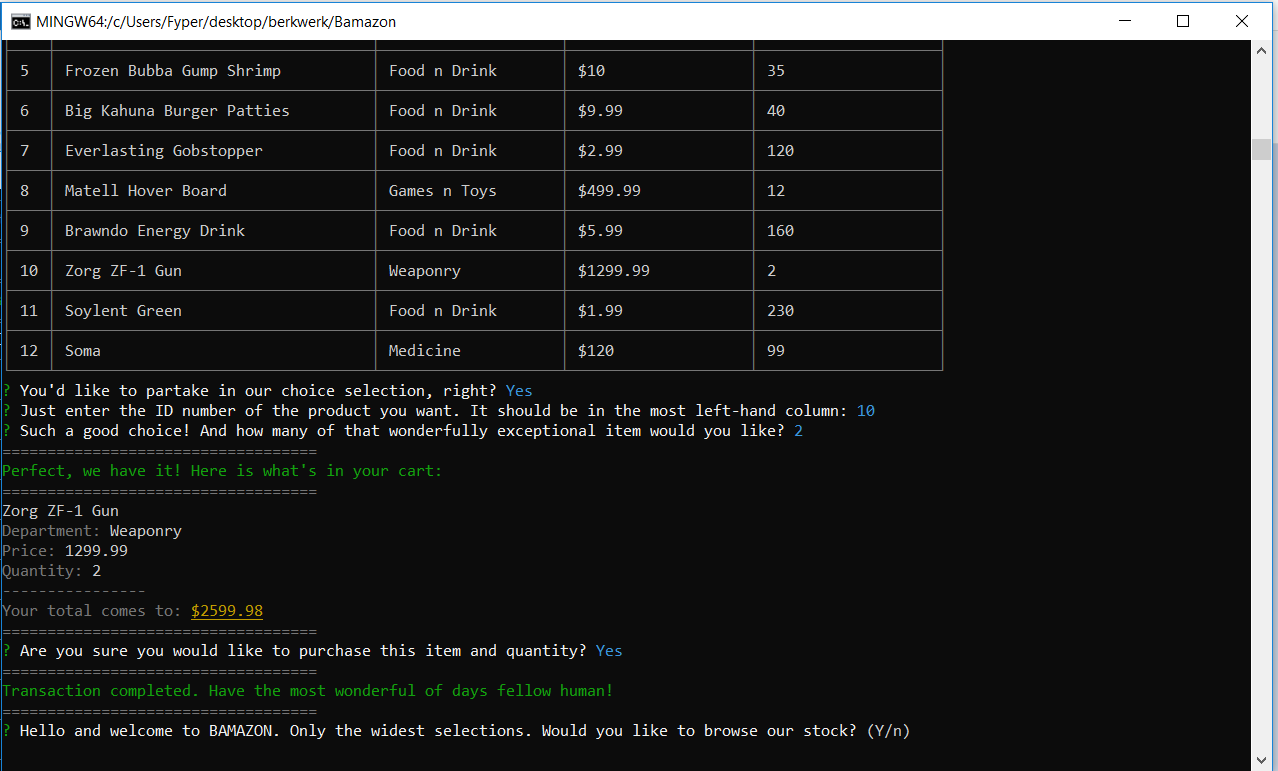 MINGW64:/c/Users/Fyper/desktop/berkwerk/Bamazon
5 Frozen Bubba Gump Shrimp Food n Drink $10 35
6 Big Kahuna Burger Patties Food n Drink $9.99 40
7 Everlasting Gobstopper Food n Drink $2.99 120
8 Matell Hover Board Games n Toys $499.99 12
9 Brawndo Energy Drink Food n Drink $5.99 160
10 Zorg ZF-1 Gun Weaponry $1299.99 2
11 Soylent Green Food n Drink $1.99 230
12 Soma Medicine $120 99
? You'd like to partake in our choice selection, right? Yes
? Just enter the ID number of the product you want. It should be in the most left-hand column: 10
? Such a good choice! And how many of that wonderfully exceptional item would you like? 2
===================================
Perfect, we have it! Here is what's in your cart:
===================================
Zorg ZF-1 Gun
Department: Weaponry
Price: 1299.99
Quantity: 2
----------------
Your total comes to: $2599.98
===================================
? Are you sure you would like to purchase this item and quantity? Yes
===================================
Transaction completed. Have the most wonderful of days fellow human!
===================================
? Hello and welcome to BAMAZON. Only the widest selections. Would you like to browse our stock? (Y/n)